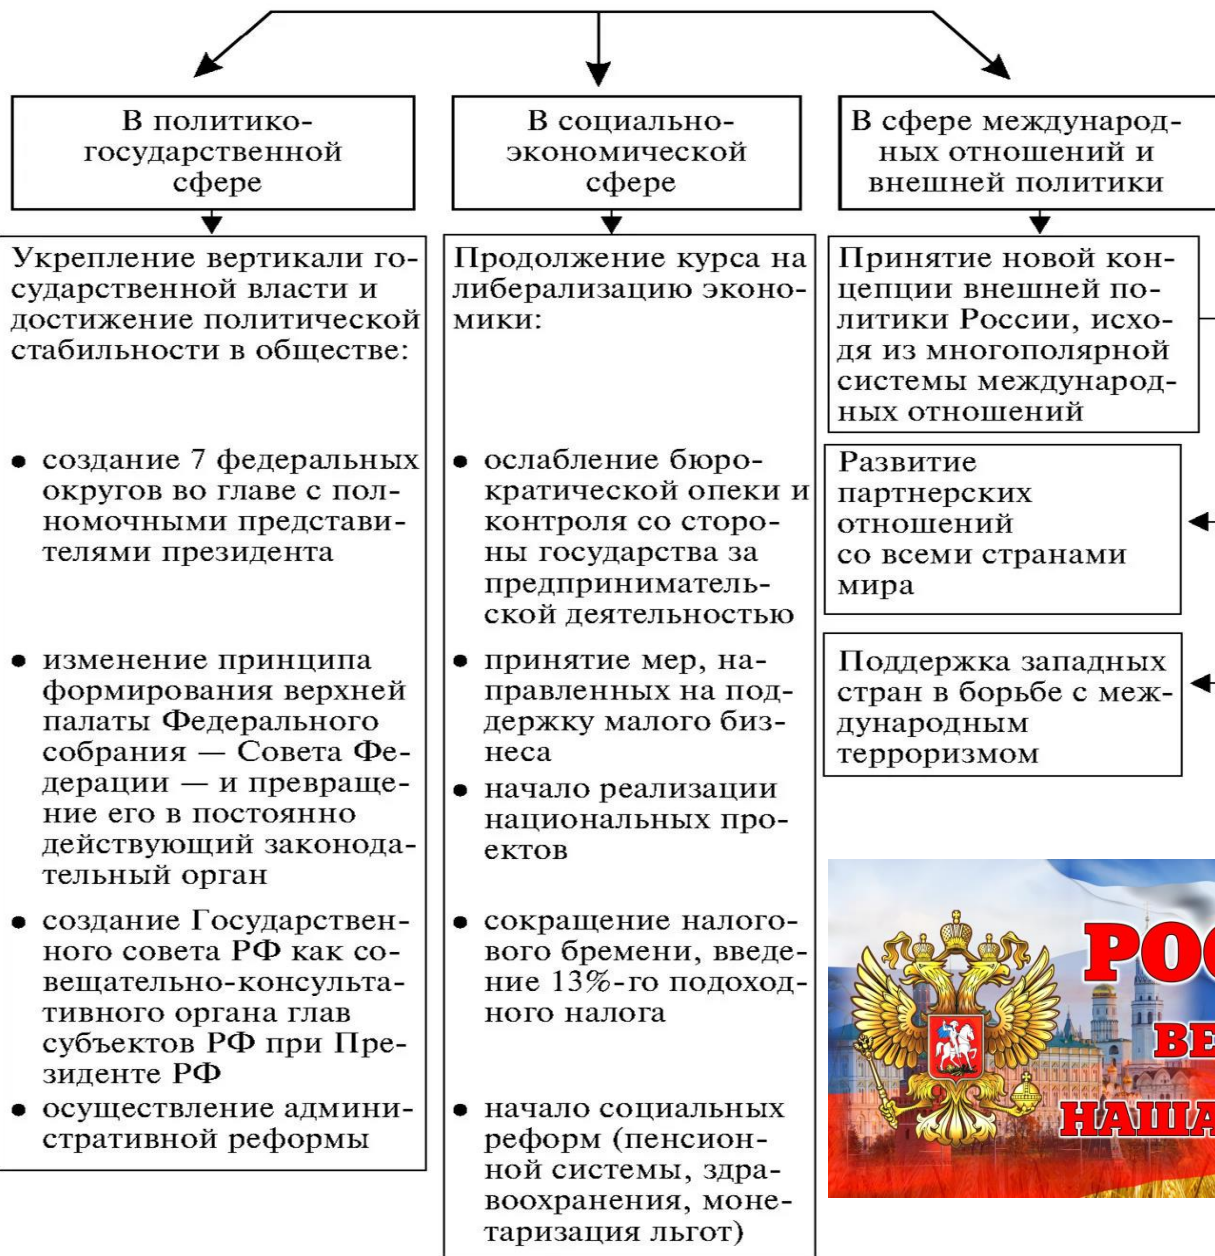 В политико-
государственной
сфере
Укрепление вертикали го-
сударственной власти и
достижение политической
стабильности в обществе:
● создание 7 федеральных
округов во главе с пол-
номочными представи-
телями президента
● изменение принципа
формирования верхней
палаты Федерального
собрания — Совета Фе-
дерации — и превраще-
ние его в постоянно
действующий законода-
тельный орган
● создание Государствен-
ного совета РФ как со-
вещательно-консульта-
тивного органа глав
субъектов РФ при Пре-
зиденте РФ
● осуществление админи-
стративной реформы
В социально-
экономической
сфере
Продолжение курса на
либерализацию эконо-
мики:
● ослабление бюро-
кратической опеки и
контроля со сторо-
ны государства за
предприниматель-
ской деятельностью
● принятие мер, на-
правленных на под-
держку малого биз-
неса
● начало реализации
национальных про-
ектов
● сокращение налого-
вого бремени, введе-
ние 13%-го подоход-
ного налога
● начало социальных
реформ (пенсион-
ной системы, здра-
воохранения, моне-
таризация льгот)
В сфере международ-
ных отношений и
внешней политики
Принятие новой кон-
цепции внешней по-
литики России, исхо-
дя из многополярной
системы международ-
ных отношений
Развитие
партнерских
отношений
со всеми странами
мира
Поддержка западных
стран в борьбе с меж-
дународным
терроризмом
РОС
ВЕ
НАША